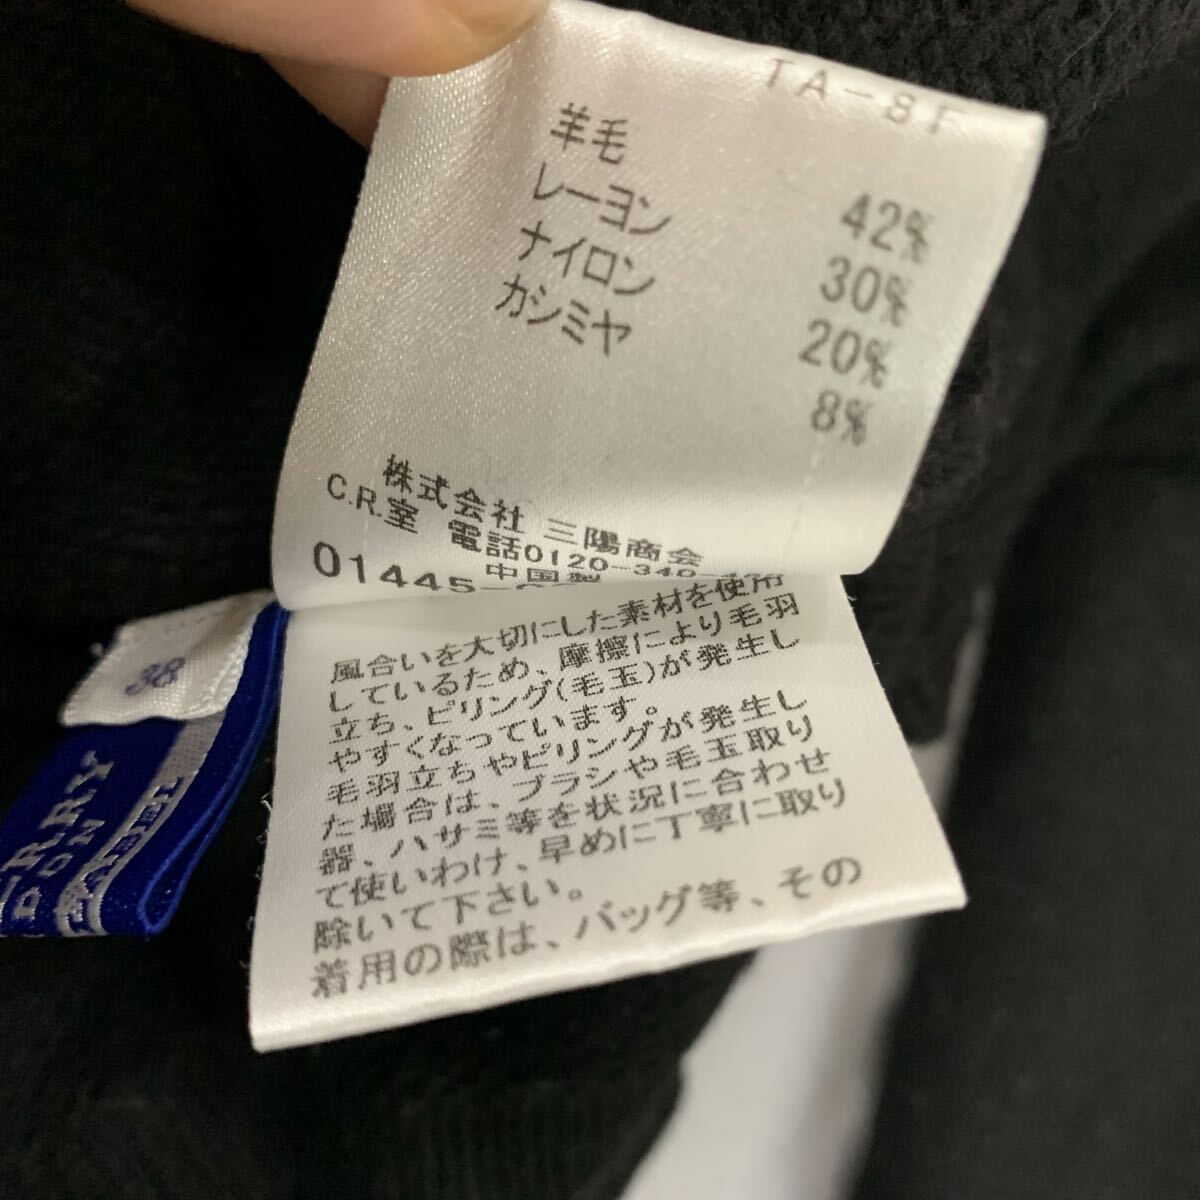 TA-8F
羊毛 42%
レーヨン 30%
ナイロン 20%
カシミヤ 8%
株式会社 三陽商会
C.R.室 電話0120-340-
中国製
01445-
風合いを大切にした素材を使用
しているため、摩擦により毛羽
立ち、ピリング(毛玉)が発生し
やすくなっています。
毛羽立ちやピリングが発生し
た場合は、ブラシや毛玉取り
器、ハサミ等を状況に合わせ
て使いわけ、早めに丁寧に取り
除いて下さい。
着用の際は、バッグ等、その
38
RRY
DON
LABEL